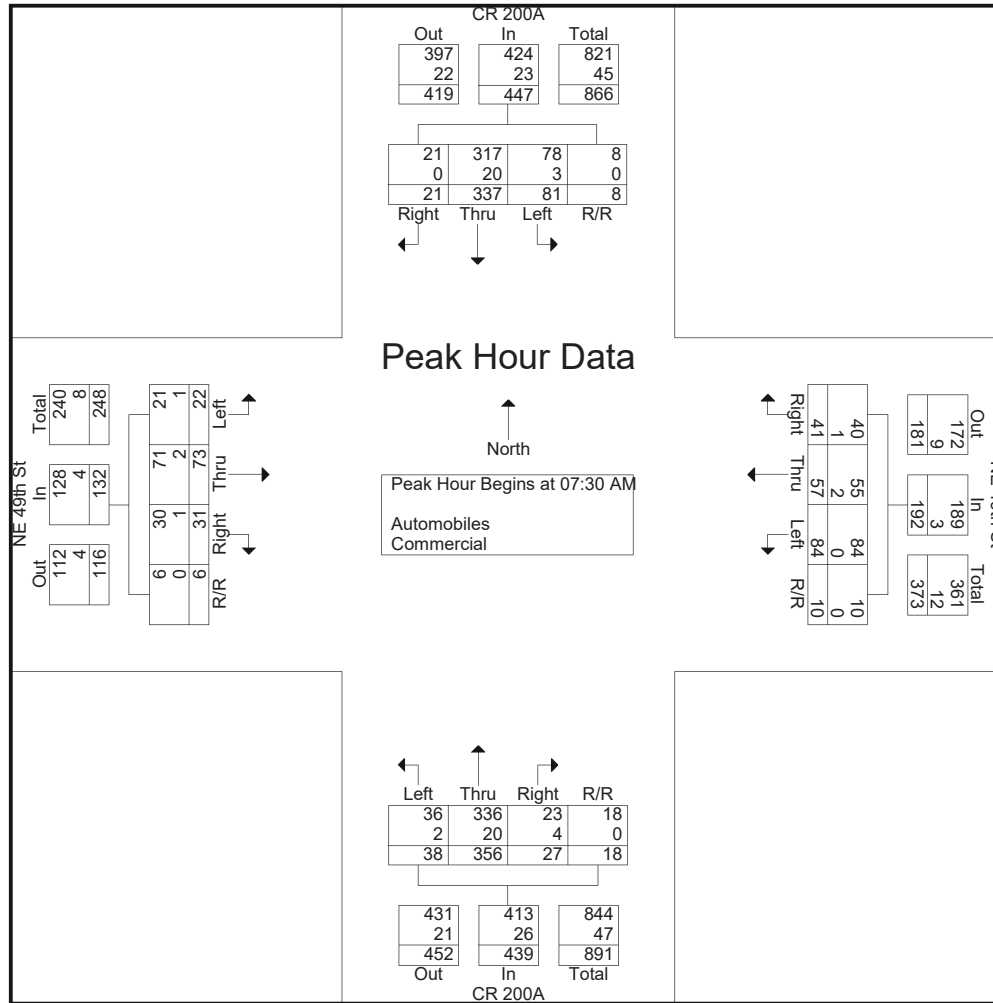 CR 200A
Out In Total
397 424 821
22 23 45
419 447 866
21 317 78 8
0 20 3 0
21 337 81 8
Right Thru Left R/R
Peak Hour Data
North
Peak Hour Begins at 07:30 AM
Automobiles
Commercial
NE 49th St
Out In Total
112 128 240
4 4 8
116 132 248
6 30 71 21
0 1 2 1
6 31 73 22
R/R Right Thru Left
Out In Total
172 189 361
9 3 12
181 192 373
40 55 84 10
1 2 0 0
41 57 84 10
Right Thru Left R/R
Left Thru Right R/R
36 336 23 18
2 20 4 0
38 356 27 18
431 413 844
21 26 47
452 439 891
Out In Total
CR 200A